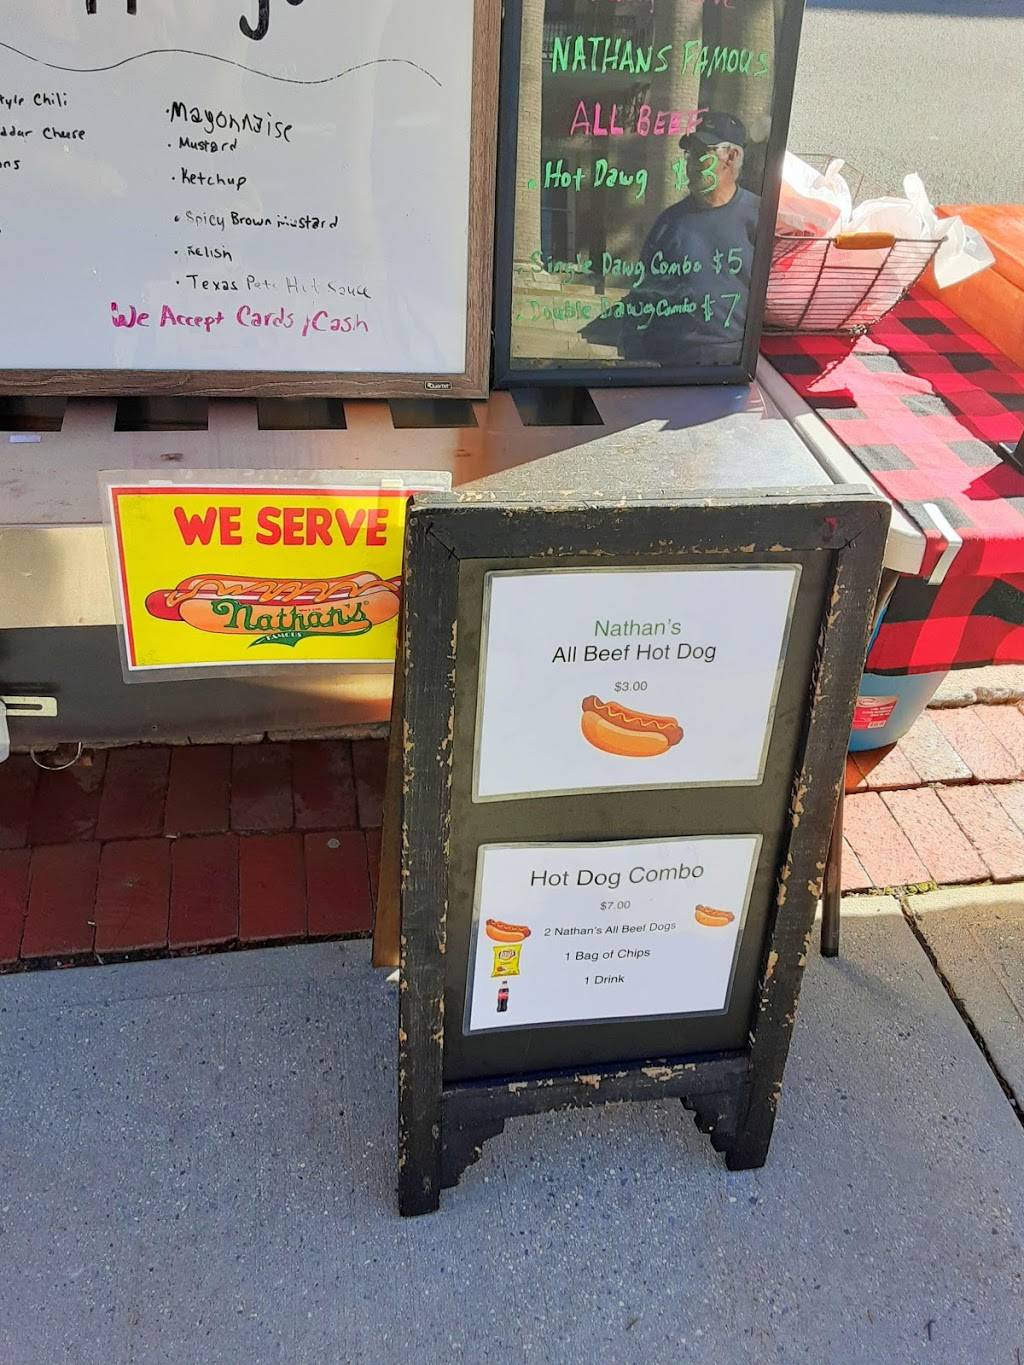 tyle Chili
ddar Cheese
ons
• Mayonnaise
• Mustard
• Ketchup
• Spicy Brown Mustard
• Relish
• Texas Pete Hot Sauce
We Accept Cards / Cash
Quartet
NATHANS FAMOUS
ALL BEEF
• Hot Dawg $3
• Single Dawg Combo $5
• Double Dawg Combo $7
WE SERVE
Nathan's
FAMOUS
Nathan's
All Beef Hot Dog
$3.00
Hot Dog Combo
$7.00
2 Nathan's All Beef Dogs
1 Bag of Chips
1 Drink